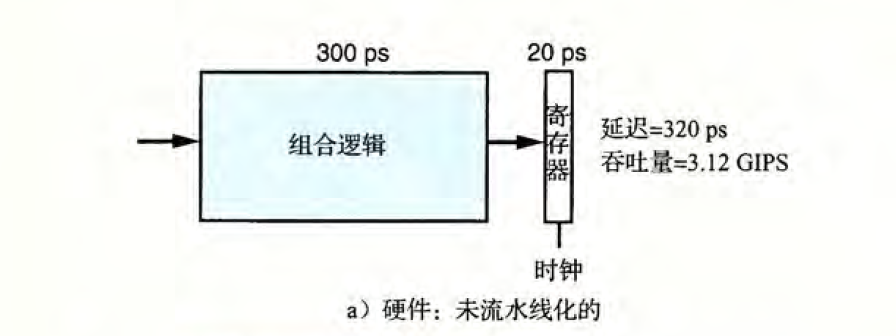 300 ps
20 ps
组合逻辑
寄存器
延迟=320 ps
吞吐量=3.12 GIPS
时钟
a）硬件：未流水线化的